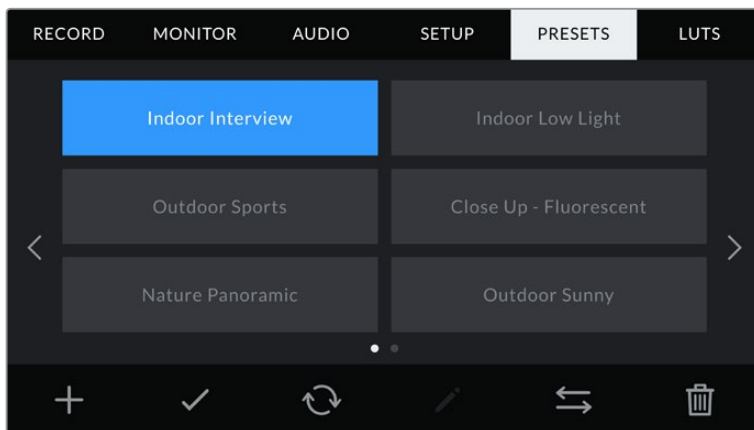 RECORD MONITOR AUDIO SETUP PRESETS LUTS
Indoor Interview Indoor Low Light
Outdoor Sports Close Up - Fluorescent
Nature Panoramic Outdoor Sunny